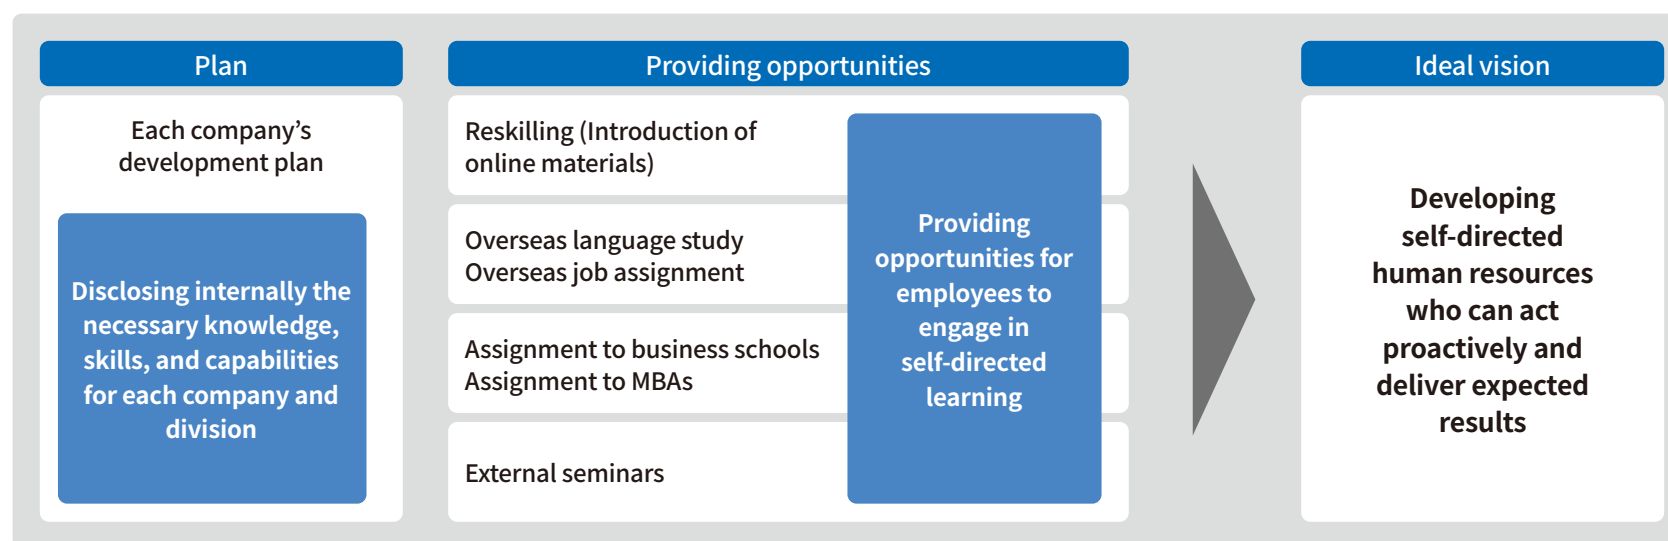 Plan
Each company’s
development plan
Disclosing internally the
necessary knowledge,
skills, and capabilities
for each company and
division
Providing opportunities
Reskilling (Introduction of
online materials)
Overseas language study
Overseas job assignment
Assignment to business schools
Assignment to MBAs
External seminars
Providing
opportunities for
employees to
engage in
self-directed
learning
Ideal vision
Developing
self-directed
human resources
who can act
proactively and
deliver expected
results